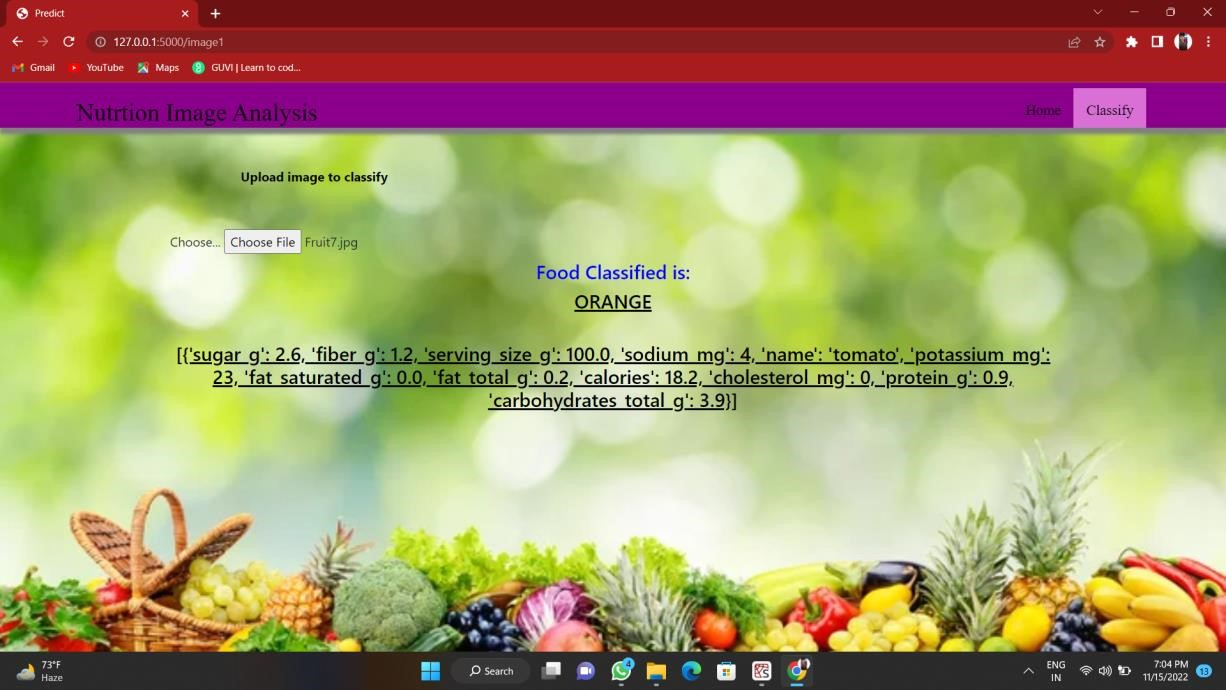 Predict
127.0.0.1:5000/image1
Gmail YouTube Maps GUVI | Learn to cod...
Nutrtion Image Analysis Home Classify
Upload image to classify
Choose... Choose File Fruit7.jpg
Food Classified is:
ORANGE
[{'sugar_g': 2.6, 'fiber_g': 1.2, 'serving_size_g': 100.0, 'sodium_mg': 4, 'name': 'tomato', 'potassium_mg':
23, 'fat_saturated_g': 0.0, 'fat_total_g': 0.2, 'calories': 18.2, 'cholesterol_mg': 0, 'protein_g': 0.9,
'carbohydrates_total_g': 3.9}]
73°F
Haze
Search
4
ENG
IN
7:04 PM
11/15/2022
13